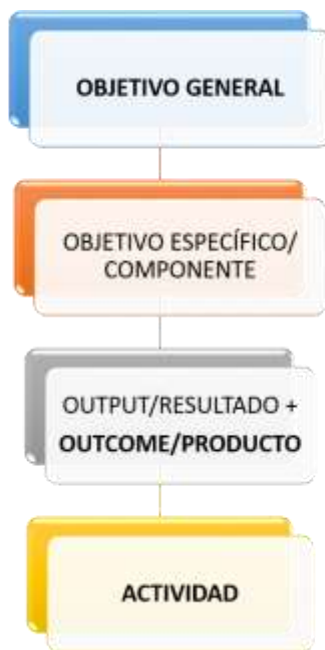 OBJETIVO GENERAL
OBJETIVO ESPECÍFICO/
COMPONENTE
OUTPUT/RESULTADO +
OUTCOME/PRODUCTO
ACTIVIDAD